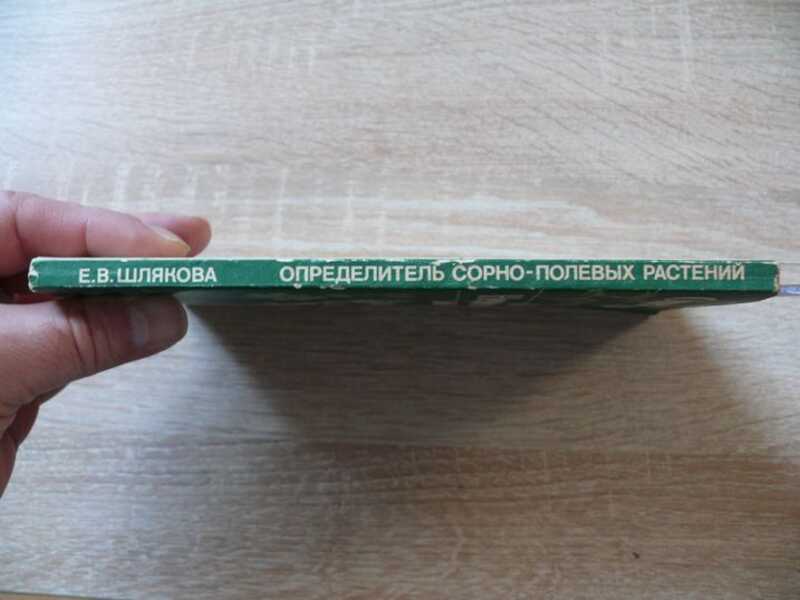 Е.В.ШЛЯКОВА ОПРЕДЕЛИТЕЛЬ СОРНО-ПОЛЕВЫХ РАСТЕНИЙ